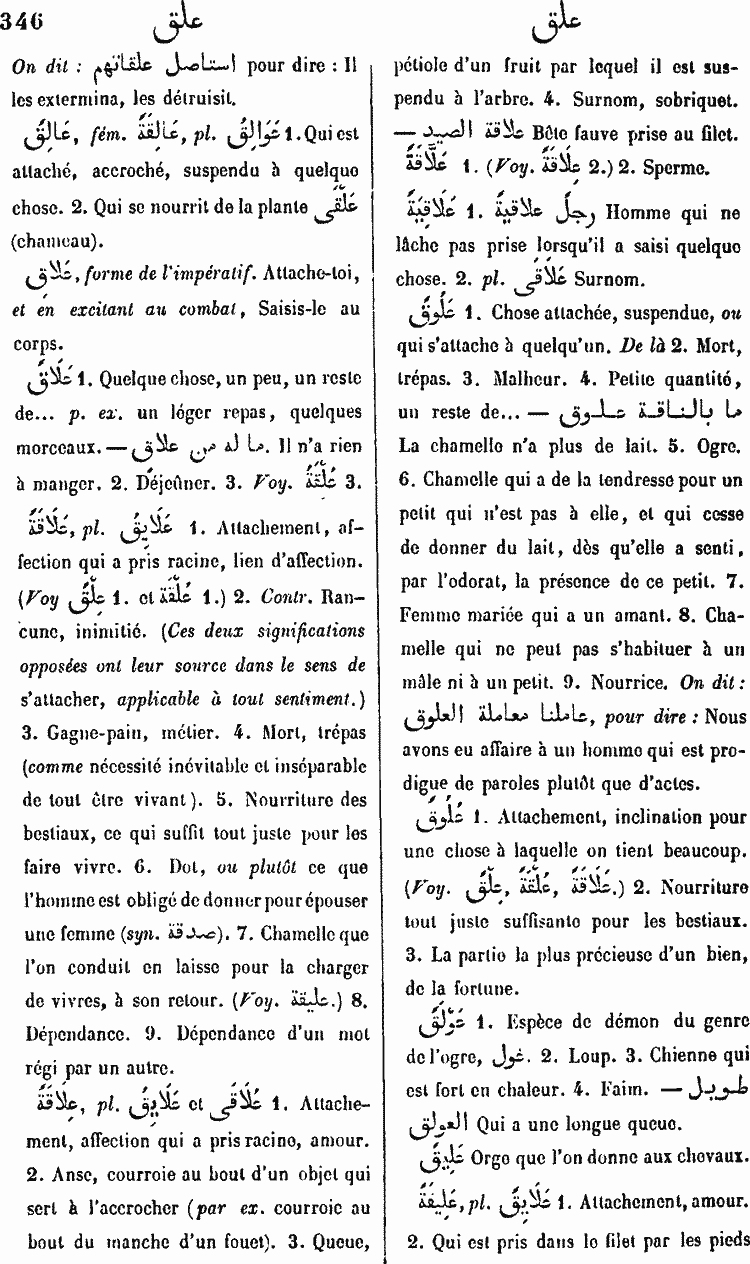 346 علق علق
On dit : استاصل علقاتهم pour dire : Il
les extermina, les détruisit.
عَالِقٌ, fém. عَالِقَةٌ, pl. عَوَالِقُ 1. Qui est
attaché, accroché, suspendu à quelque
chose. 2. Qui se nourrit de la plante عَلْقَى
(chameau).
عَلَاقِ, forme de l'impératif. Attache-toi,
et en excitant au combat, Saisis-le au
corps.
عَلَاقٌ 1. Quelque chose, un peu, un reste
de... p. ex. un léger repas, quelques
morceaux. — ما له من علاق. Il n'a rien
à manger. 2. Déjeûner. 3. Voy. عُلْقَةٌ 3.
عَلَاقَةٌ, pl. عَلَايِقُ 1. Attachement, af-
fection qui a pris racine, lien d'affection.
(Voy عِلْقٌ 1. et عُلْقَةٌ 1.) 2. Contr. Ran-
cune, inimitié. (Ces deux significations
opposées ont leur source dans le sens de
s'attacher, applicable à tout sentiment.)
3. Gagne-pain, métier. 4. Mort, trépas
(comme nécessité inévitable et inséparable
de tout être vivant). 5. Nourriture des
bestiaux, ce qui suffit tout juste pour les
faire vivre. 6. Dot, ou plutôt ce que
l'homme est obligé de donner pour épouser
une femme (syn. صدقة). 7. Chamelle que
l'on conduit en laisse pour la charger
de vivres, à son retour. (Voy. عليقة.) 8.
Dépendance. 9. Dépendance d'un mot
régi par un autre.
عِلَاقَةٌ, pl. عَلَايِقُ et عَلَاقَى 1. Attache-
ment, affection qui a pris racine, amour.
2. Anse, courroie au bout d'un objet qui
sert à l'accrocher (par ex. courroie au
bout du manche d'un fouet). 3. Queue,
pétiole d'un fruit par lequel il est sus-
pendu à l'arbre. 4. Surnom, sobriquet.
— علاقة الصيد Bête fauve prise au filet.
عَلَّاقَةٌ 1. (Voy. عِلَاقَةٌ 2.) 2. Sperme.
عَلَاقِيَةٌ 1. رجلٌ علاقيةٌ Homme qui ne
lâche pas prise lorsqu'il a saisi quelque
chose. 2. pl. عَلَاقَى Surnom.
عَلُوقٌ 1. Chose attachée, suspendue, ou
qui s'attache à quelqu'un. De là 2. Mort,
trépas. 3. Malheur. 4. Petite quantité,
un reste de... — ما بالناقة علوق
La chamelle n'a plus de lait. 5. Ogre.
6. Chamelle qui a de la tendresse pour un
petit qui n'est pas à elle, et qui cesse
de donner du lait, dès qu'elle a senti,
par l'odorat, la présence de ce petit. 7.
Femme mariée qui a un amant. 8. Cha-
melle qui ne peut pas s'habituer à un
mâle ni à un petit. 9. Nourrice. On dit :
عاملنا معاملة العلوق, pour dire : Nous
avons eu affaire à un homme qui est pro-
digue de paroles plutôt que d'actes.
عُلُوقٌ 1. Attachement, inclination pour
une chose à laquelle on tient beaucoup.
(Voy. عِلْقٌ, عُلْقَةٌ, عَلَاقَةٌ.) 2. Nourriture
tout juste suffisante pour les bestiaux.
3. La partie la plus précieuse d'un bien,
de la fortune.
عَوْلَقٌ 1. Espèce de démon du genre
de l'ogre, غول. 2. Loup. 3. Chienne qui
est fort en chaleur. 4. Faim. — طويل
العولق Qui a une longue queue.
عَلِيقٌ Orge que l'on donne aux chevaux.
عَلِيقَةٌ, pl. عَلَايِقُ 1. Attachement, amour.
2. Qui est pris dans le filet par les pieds